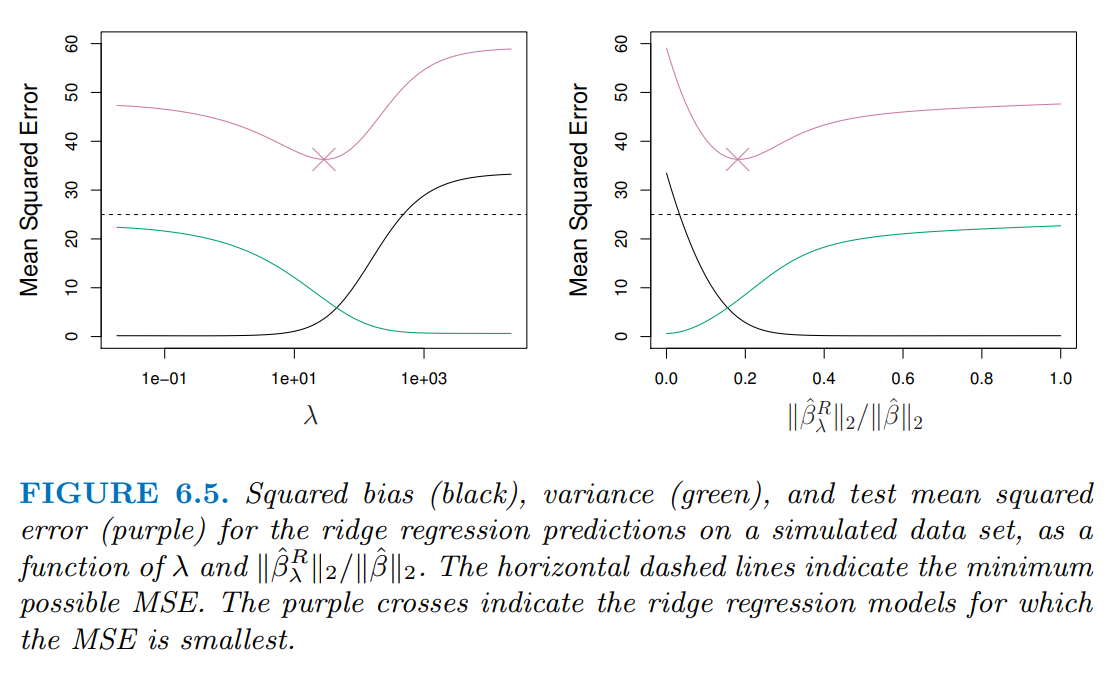 Mean Squared Error
0 10 20 30 40 50 60
1e−01 1e+01 1e+03
λ
Mean Squared Error
0 10 20 30 40 50 60
0.0 0.2 0.4 0.6 0.8 1.0
‖β̂λᴿ‖₂/‖β̂‖₂
FIGURE 6.5. Squared bias (black), variance (green), and test mean squared
error (purple) for the ridge regression predictions on a simulated data set, as a
function of λ and ‖β̂λᴿ‖₂/‖β̂‖₂. The horizontal dashed lines indicate the minimum
possible MSE. The purple crosses indicate the ridge regression models for which
the MSE is smallest.